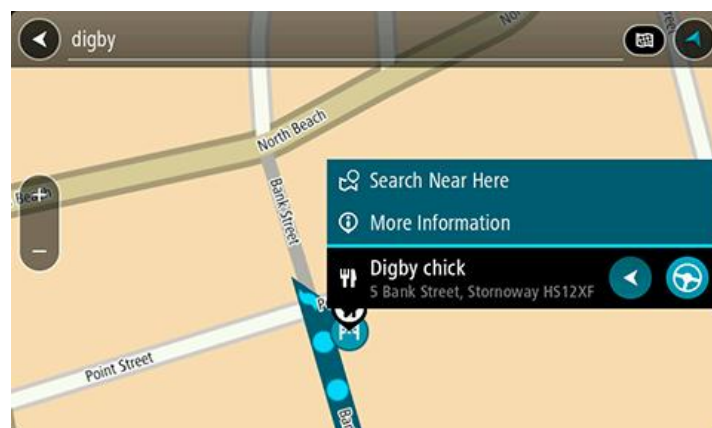 digby
North Beach
Beach
Bank Street
Search Near Here
More Information
Digby chick
5 Bank Street, Stornoway HS12XF
Point Street